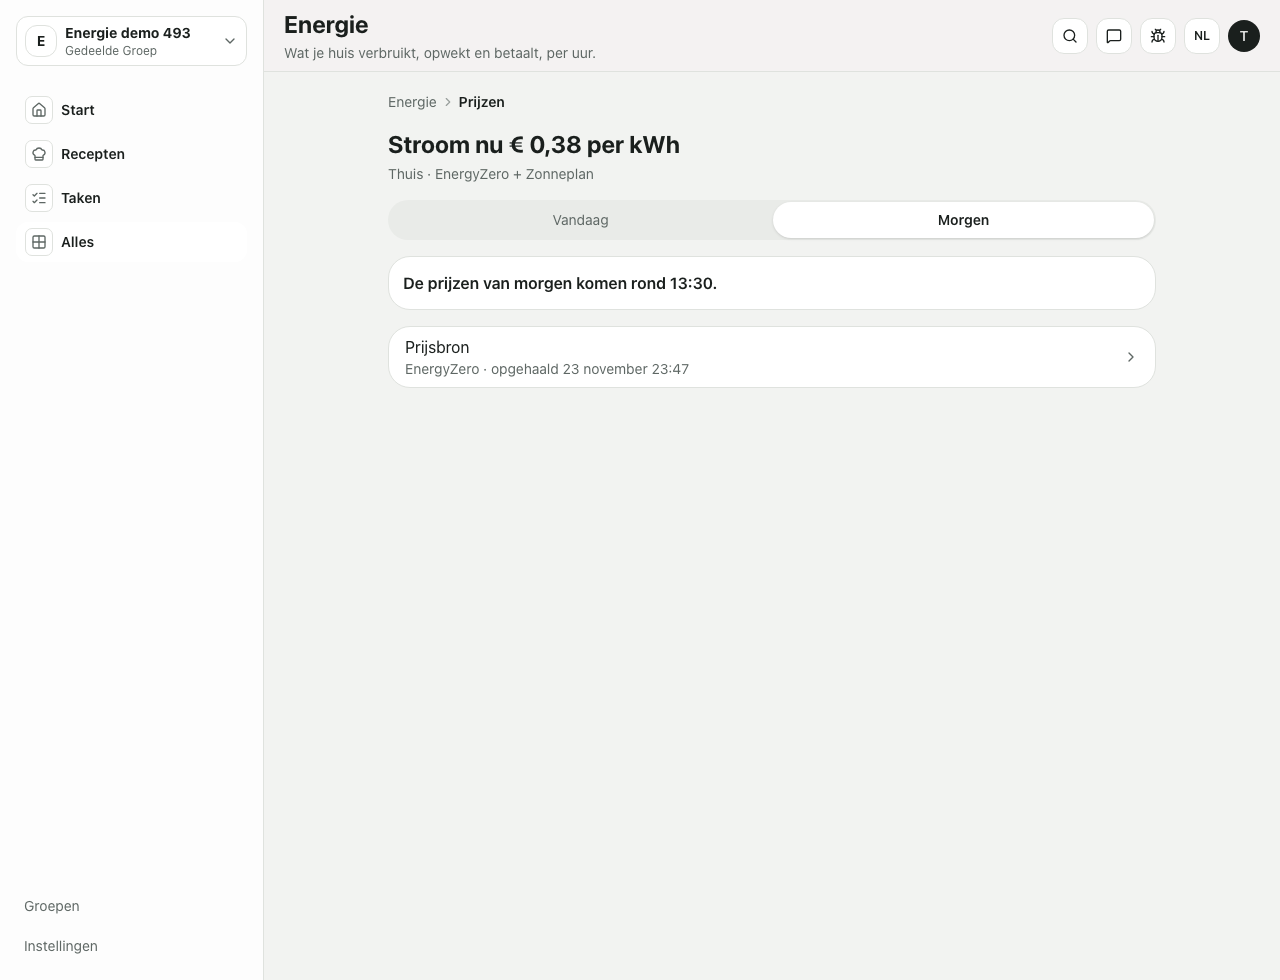 E
Energie demo 493
Gedeelde Groep
Start
Recepten
Taken
Alles
Groepen
Instellingen
Energie
Wat je huis verbruikt, opwekt en betaalt, per uur.
NL
T
Energie > Prijzen
Stroom nu € 0,38 per kWh
Thuis · EnergyZero + Zonneplan
Vandaag
Morgen
De prijzen van morgen komen rond 13:30.
Prijsbron
EnergyZero · opgehaald 23 november 23:47